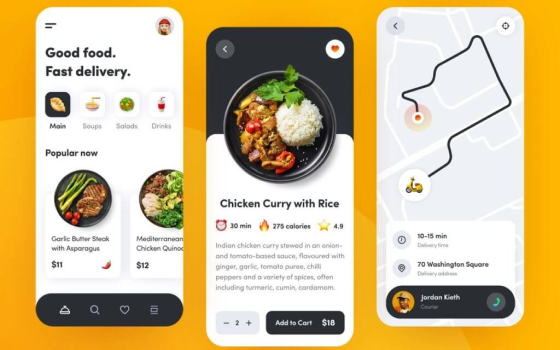 Good food.
Fast delivery.
Main
Soups
Salads
Drinks
Popular now
Garlic Butter Steak
with Asparagus
$11
Mediterranean
Chicken Quinoa
$12
Chicken Curry with Rice
30 min
275 calories
4.9
Indian chicken curry stewed in an onion-
and tomato-based sauce, flavoured with
ginger, garlic, tomato puree, chilli
peppers and a variety of spices, often
including turmeric, cumin, cardamom.
− 2 +
Add to Cart $18
10-15 min
Delivery time
70 Washington Square
Delivery address
Jordan Kieth
Courier